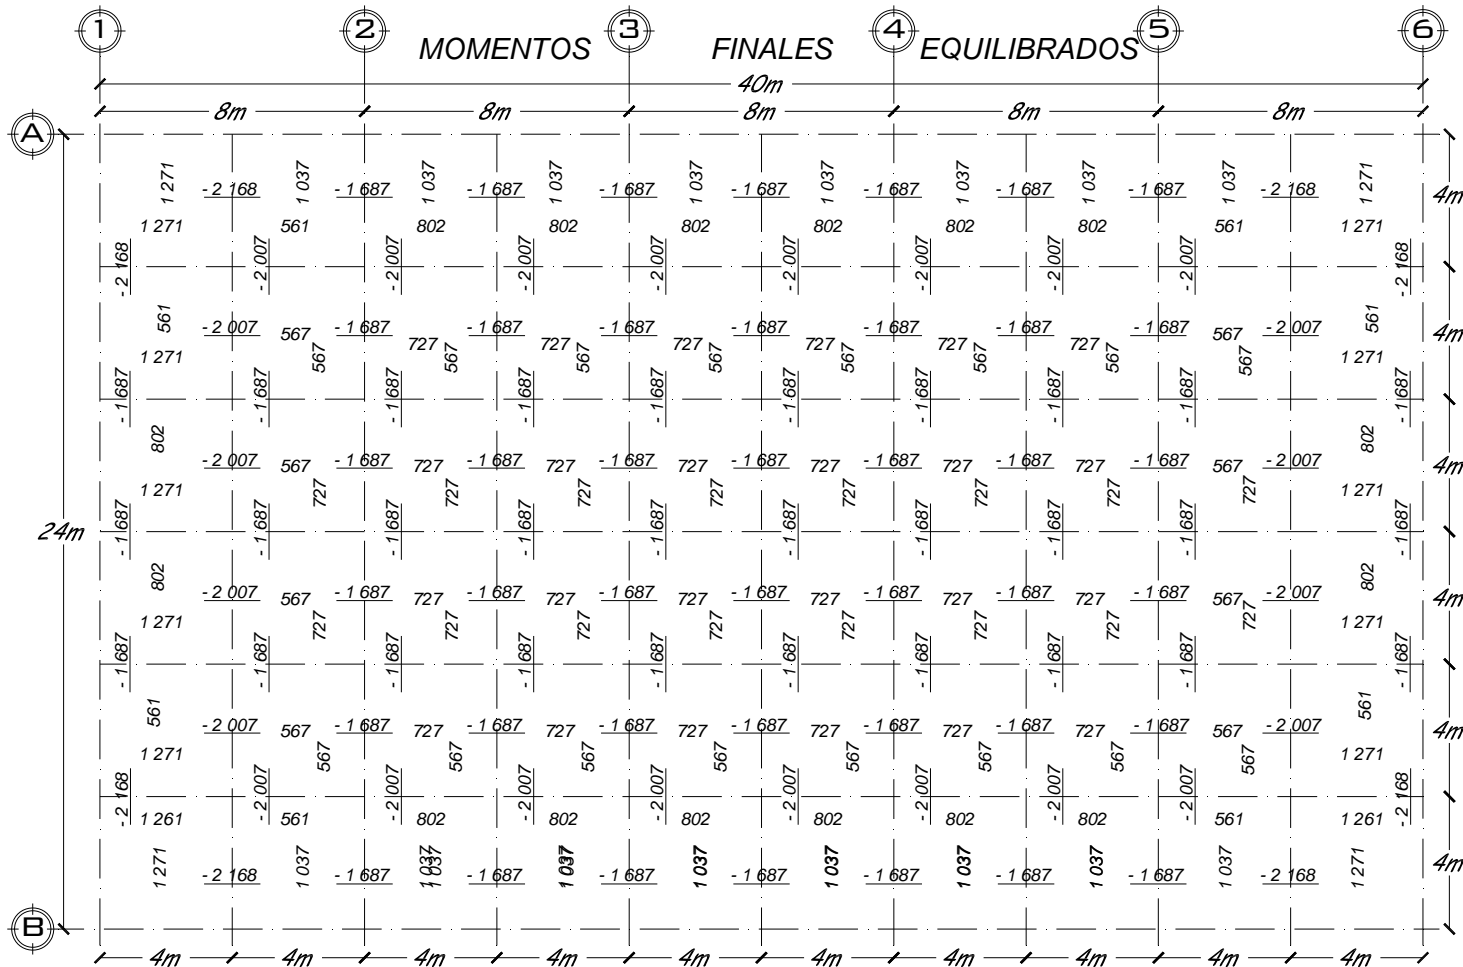 1 2 3 4 5 6
MOMENTOS FINALES EQUILIBRADOS
40m
8m 8m 8m 8m 8m
A
1 271 1 037 1 037 1 037 1 037 1 037 1 037 1 037 1 037 1 271
- 2 168 - 1 687 - 1 687 - 1 687 - 1 687 - 1 687 - 1 687 - 1 687 - 2 168
4m
1 271 561 802 802 802 802 802 802 561 1 271
- 2 168 - 2 007 - 2 007 - 2 007 - 2 007 - 2 007 - 2 007 - 2 007 - 2 007 - 2 168
561 561
- 2 007 567 - 1 687 - 1 687 - 1 687 - 1 687 - 1 687 - 1 687 - 1 687 567 - 2 007
4m
727 727 727 727 727 727
1 271 567 567 567 567 567 567 567 567 1 271
- 1 687 - 1 687 - 1 687 - 1 687 - 1 687 - 1 687 - 1 687 - 1 687 - 1 687 - 1 687
802 802
- 2 007 567 - 1 687 727 - 1 687 727 - 1 687 727 - 1 687 727 - 1 687 727 - 1 687 727 - 1 687 567 - 2 007
4m
1 271 727 727 727 727 727 727 727 727 1 271
24m
- 1 687 - 1 687 - 1 687 - 1 687 - 1 687 - 1 687 - 1 687 - 1 687 - 1 687 - 1 687
802 802
- 2 007 567 - 1 687 727 - 1 687 727 - 1 687 727 - 1 687 727 - 1 687 727 - 1 687 727 - 1 687 567 - 2 007
4m
1 271 727 727 727 727 727 727 727 727 1 271
- 1 687 - 1 687 - 1 687 - 1 687 - 1 687 - 1 687 - 1 687 - 1 687 - 1 687 - 1 687
561 561
- 2 007 567 - 1 687 727 - 1 687 727 - 1 687 727 - 1 687 727 - 1 687 727 - 1 687 727 - 1 687 567 - 2 007
4m
1 271 567 567 567 567 567 567 567 567 1 271
- 2 168 - 2 007 - 2 007 - 2 007 - 2 007 - 2 007 - 2 007 - 2 007 - 2 007 - 2 168
1 261 561 802 802 802 802 802 802 561 1 261
1 271 1 037 1 037 1 037 1 037 1 037 1 037 1 037 1 037 1 037 1 271
- 2 168 - 1 687 - 1 687 - 1 687 - 1 687 - 1 687 - 1 687 - 1 687 - 2 168
4m
B
4m 4m 4m 4m 4m 4m 4m 4m 4m 4m